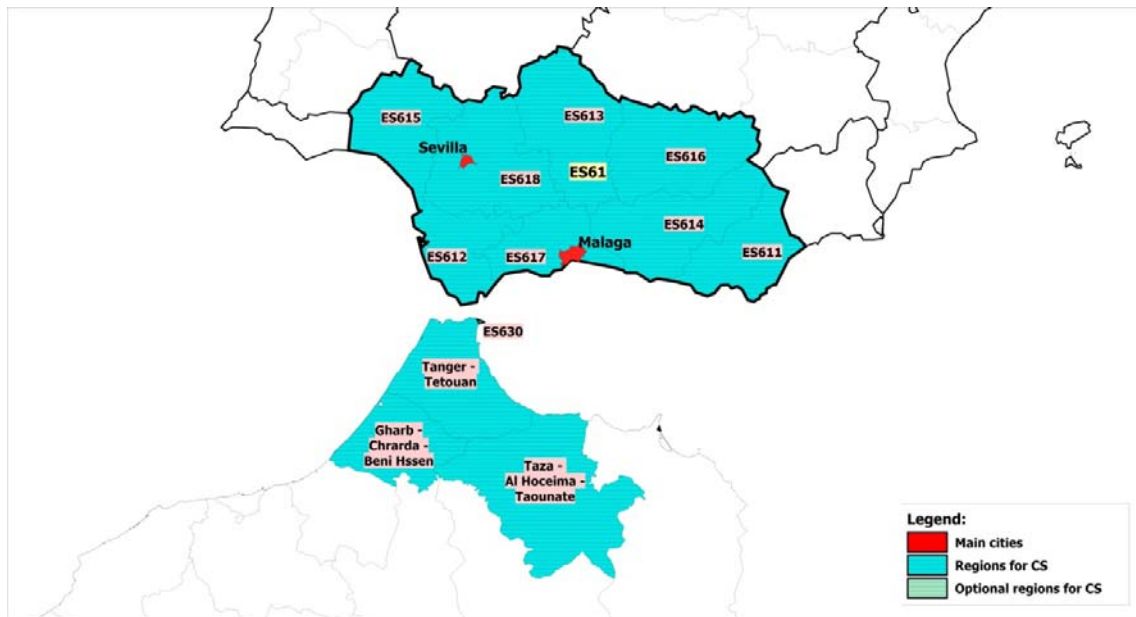 ES615
ES613
Sevilla
ES616
ES618
ES61
ES614
Malaga
ES612
ES617
ES611
ES630
Tanger -
Tetouan
Gharb -
Chrarda -
Beni Hssen
Taza -
Al Hoceima -
Taounate
Legend:
Main cities
Regions for CS
Optional regions for CS